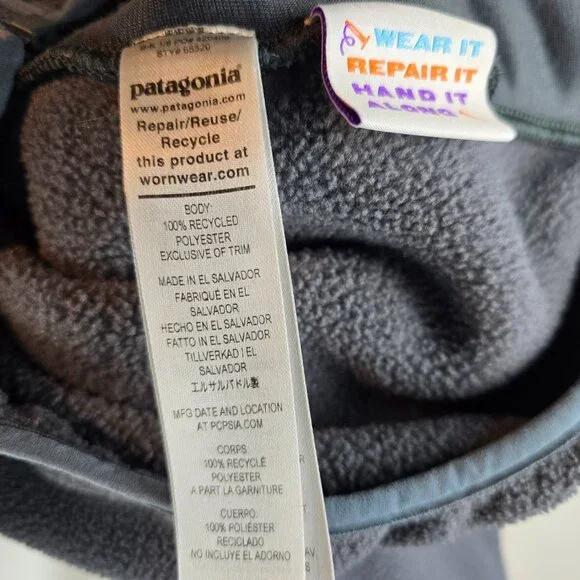 patagonia®
www.patagonia.com
Repair/Reuse/
Recycle
this product at
wornwear.com
BODY:
100% RECYCLED
POLYESTER
EXCLUSIVE OF TRIM
MADE IN EL SALVADOR
FABRIQUÉ EN EL
SALVADOR
HECHO EN EL SALVADOR
FATTO IN EL SALVADOR
TILLVERKAD I EL
SALVADOR
エルサルバドル製
MFG DATE AND LOCATION
AT PCPSIA.COM
CORPS:
100% RECYCLÉ
POLYESTER
A PART LA GARNITURE
CUERPO:
100% POLIÉSTER
RECICLADO
NO INCLUYE EL ADORNO
WEAR IT
REPAIR IT
HAND IT
ALONG